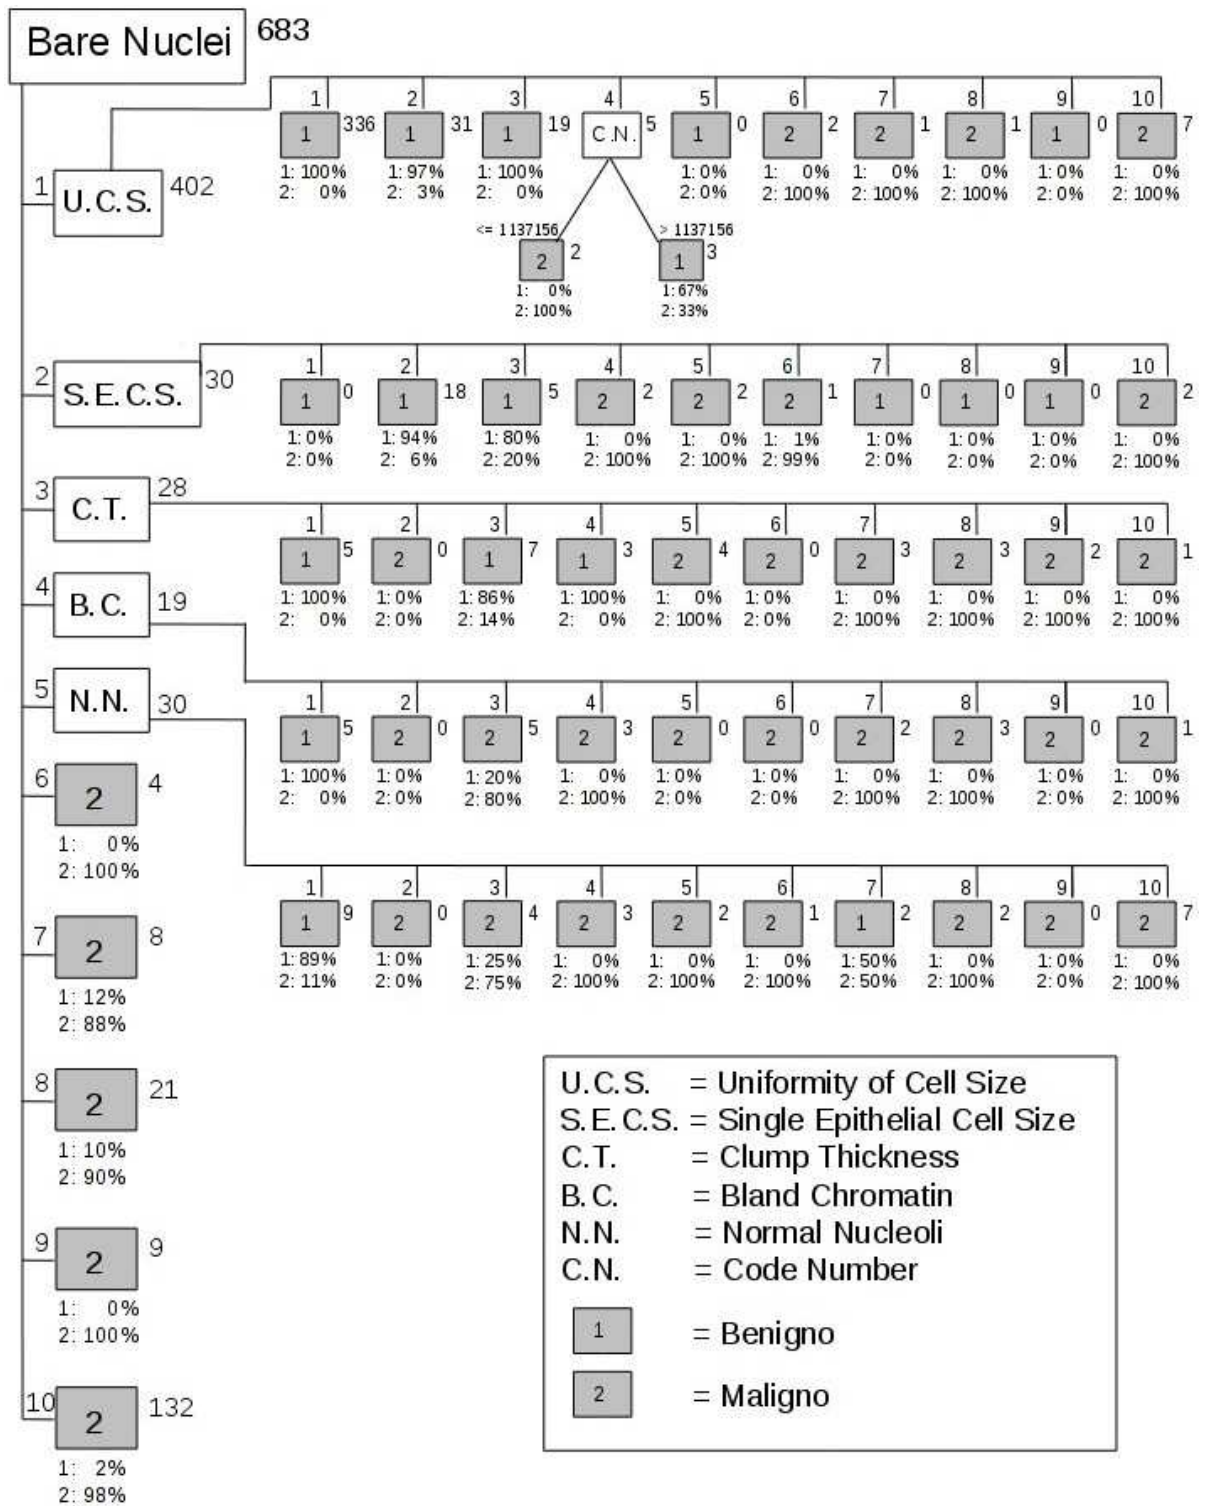 Bare Nuclei 683
1 2 3 4 5 6 7 8 9 10
1 336 1 31 1 19 C.N. 5 1 0 2 2 2 1 2 1 1 0 2 7
1: 100% 1: 97% 1: 100% 1: 0% 1: 0% 1: 0% 1: 0% 1: 0% 1: 0%
2: 0% 2: 3% 2: 0% 2: 0% 2: 100% 2: 100% 2: 100% 2: 0% 2: 100%
1 U.C.S. 402
<= 1137156 > 1137156
2 2 1 3
1: 0% 1: 67%
2: 100% 2: 33%
2 S.E.C.S. 30
1 2 3 4 5 6 7 8 9 10
1 0 1 18 1 5 2 2 2 2 2 1 1 0 1 0 1 0 2 2
1: 0% 1: 94% 1: 80% 1: 0% 1: 0% 1: 1% 1: 0% 1: 0% 1: 0% 1: 0%
2: 0% 2: 6% 2: 20% 2: 100% 2: 100% 2: 99% 2: 0% 2: 0% 2: 0% 2: 100%
3 C.T. 28
1 2 3 4 5 6 7 8 9 10
1 5 2 0 1 7 1 3 2 4 2 0 2 3 2 3 2 2 2 1
1: 100% 1: 0% 1: 86% 1: 100% 1: 0% 1: 0% 1: 0% 1: 0% 1: 0% 1: 0%
2: 0% 2: 0% 2: 14% 2: 0% 2: 100% 2: 0% 2: 100% 2: 100% 2: 100% 2: 100%
4 B.C. 19
1 2 3 4 5 6 7 8 9 10
1 5 2 0 2 5 2 3 2 0 2 0 2 2 2 3 2 0 2 1
1: 100% 1: 0% 1: 20% 1: 0% 1: 0% 1: 0% 1: 0% 1: 0% 1: 0% 1: 0%
2: 0% 2: 0% 2: 80% 2: 100% 2: 0% 2: 0% 2: 100% 2: 100% 2: 0% 2: 100%
5 N.N. 30
1 2 3 4 5 6 7 8 9 10
1 9 2 0 2 4 2 3 2 2 2 1 1 2 2 2 2 0 2 7
1: 89% 1: 0% 1: 25% 1: 0% 1: 0% 1: 0% 1: 50% 1: 0% 1: 0% 1: 0%
2: 11% 2: 0% 2: 75% 2: 100% 2: 100% 2: 100% 2: 50% 2: 100% 2: 0% 2: 100%
6 2 4
1: 0%
2: 100%
7 2 8
1: 12%
2: 88%
8 2 21
1: 10%
2: 90%
9 2 9
1: 0%
2: 100%
10 2 132
1: 2%
2: 98%
U.C.S. = Uniformity of Cell Size
S.E.C.S. = Single Epithelial Cell Size
C.T. = Clump Thickness
B.C. = Bland Chromatin
N.N. = Normal Nucleoli
C.N. = Code Number
1 = Benigno
2 = Maligno